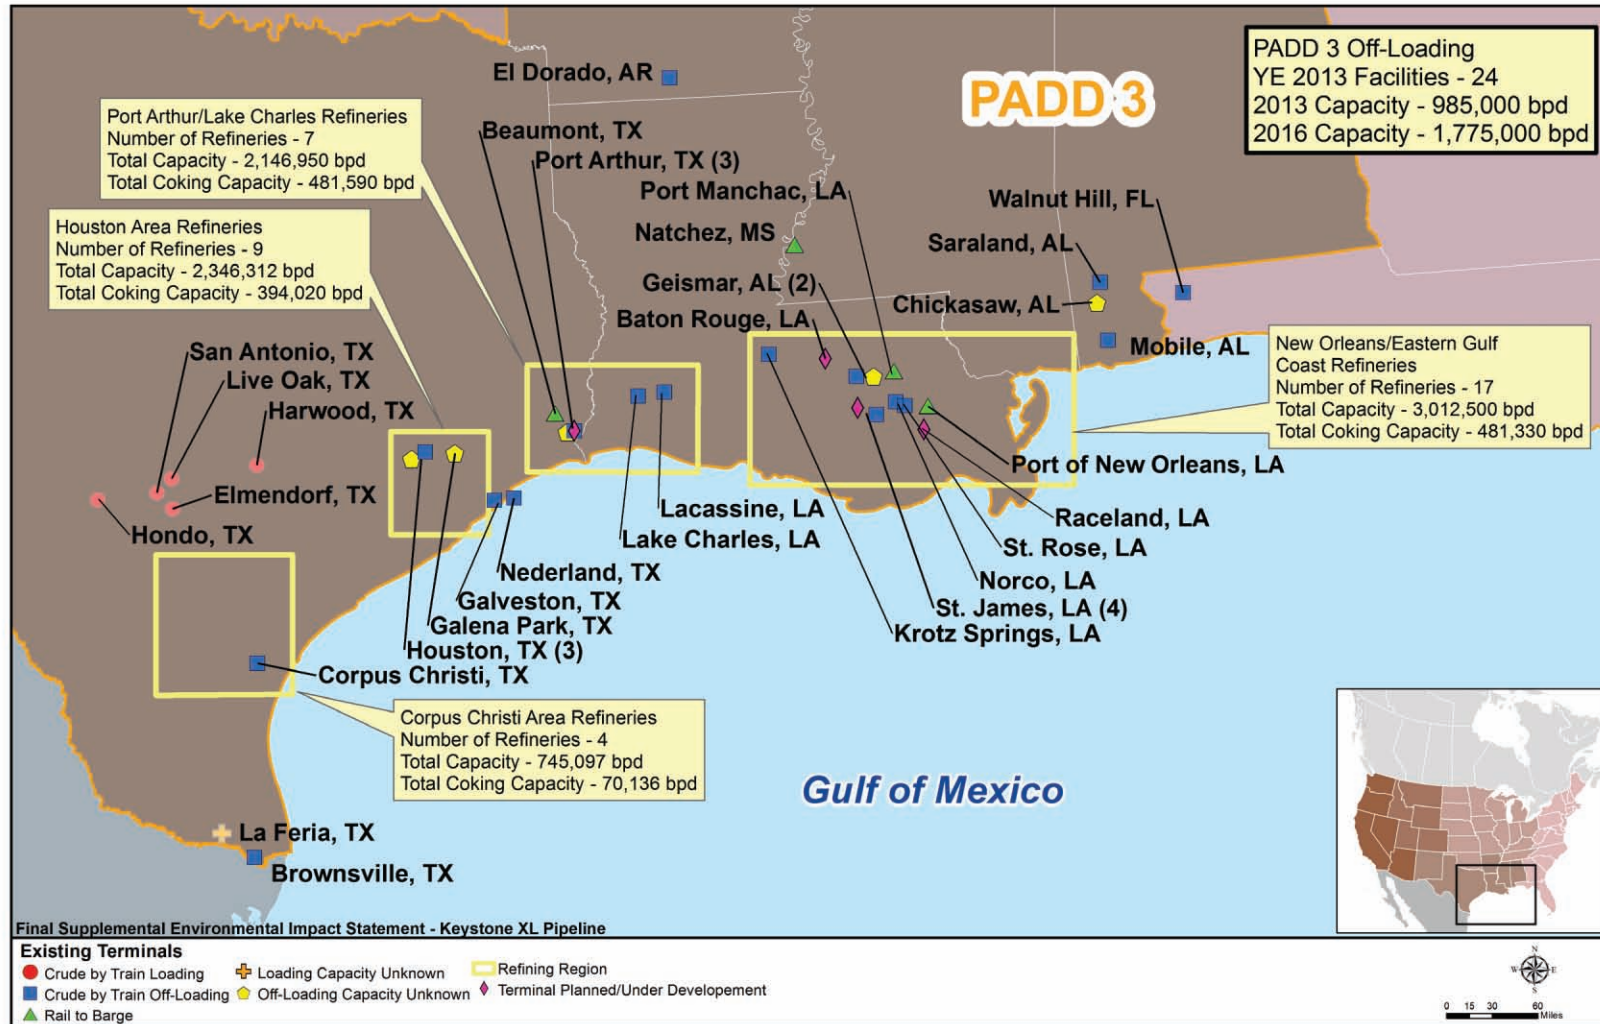 El Dorado, AR
PADD 3
PADD 3 Off-Loading
YE 2013 Facilities - 24
2013 Capacity - 985,000 bpd
2016 Capacity - 1,775,000 bpd
Port Arthur/Lake Charles Refineries
Number of Refineries - 7
Total Capacity - 2,146,950 bpd
Total Coking Capacity - 481,590 bpd
Beaumont, TX
Port Arthur, TX (3)
Port Manchac, LA
Natchez, MS
Walnut Hill, FL
Saraland, AL
Houston Area Refineries
Number of Refineries - 9
Total Capacity - 2,346,312 bpd
Total Coking Capacity - 394,020 bpd
Geismar, AL (2)
Chickasaw, AL
Baton Rouge, LA
Mobile, AL
New Orleans/Eastern Gulf
Coast Refineries
Number of Refineries - 17
Total Capacity - 3,012,500 bpd
Total Coking Capacity - 481,330 bpd
San Antonio, TX
Live Oak, TX
Harwood, TX
Elmendorf, TX
Hondo, TX
Port of New Orleans, LA
Lacassine, LA
Lake Charles, LA
Raceland, LA
St. Rose, LA
Nederland, TX
Norco, LA
Galveston, TX
St. James, LA (4)
Galena Park, TX
Krotz Springs, LA
Houston, TX (3)
Corpus Christi, TX
Corpus Christi Area Refineries
Number of Refineries - 4
Total Capacity - 745,097 bpd
Total Coking Capacity - 70,136 bpd
Gulf of Mexico
La Feria, TX
Brownsville, TX
Final Supplemental Environmental Impact Statement - Keystone XL Pipeline
Existing Terminals
Crude by Train Loading
Crude by Train Off-Loading
Rail to Barge
Loading Capacity Unknown
Off-Loading Capacity Unknown
Refining Region
Terminal Planned/Under Developement
N
W E
S
0 15 30 60
Miles